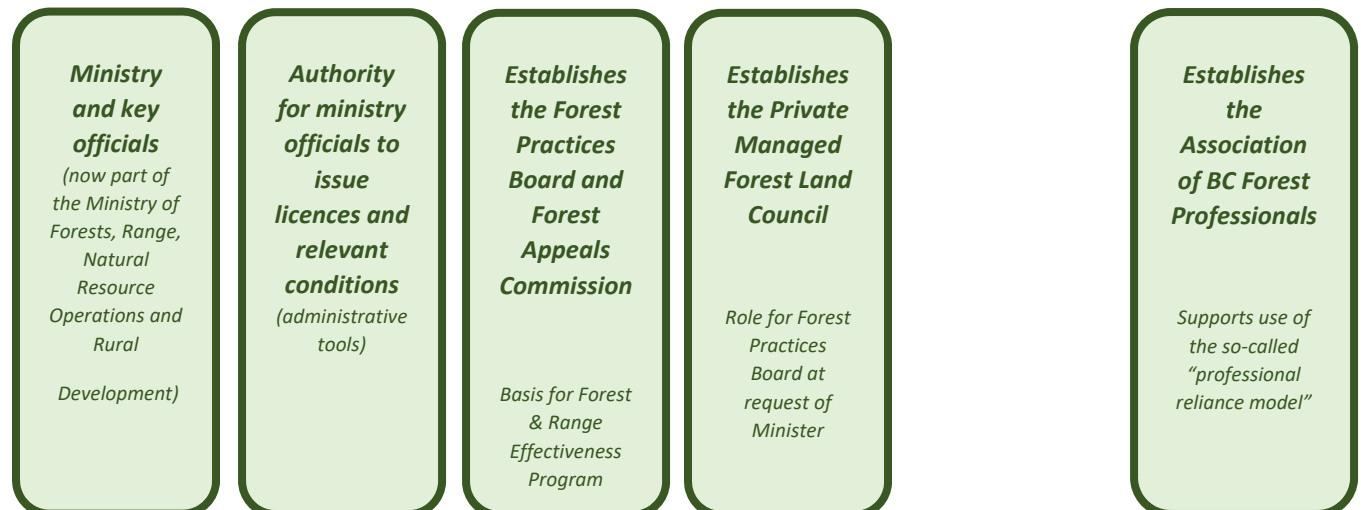 Ministry
and key
officials
(now part of
the Ministry of
Forests, Range,
Natural
Resource
Operations and
Rural
Development)
Authority
for ministry
officials to
issue
licences and
relevant
conditions
(administrative
tools)
Establishes
the Forest
Practices
Board and
Forest
Appeals
Commission
Basis for Forest
& Range
Effectiveness
Program
Establishes
the Private
Managed
Forest Land
Council
Role for Forest
Practices
Board at
request of
Minister
Establishes
the
Association
of BC Forest
Professionals
Supports use of
the so-called
“professional
reliance model”